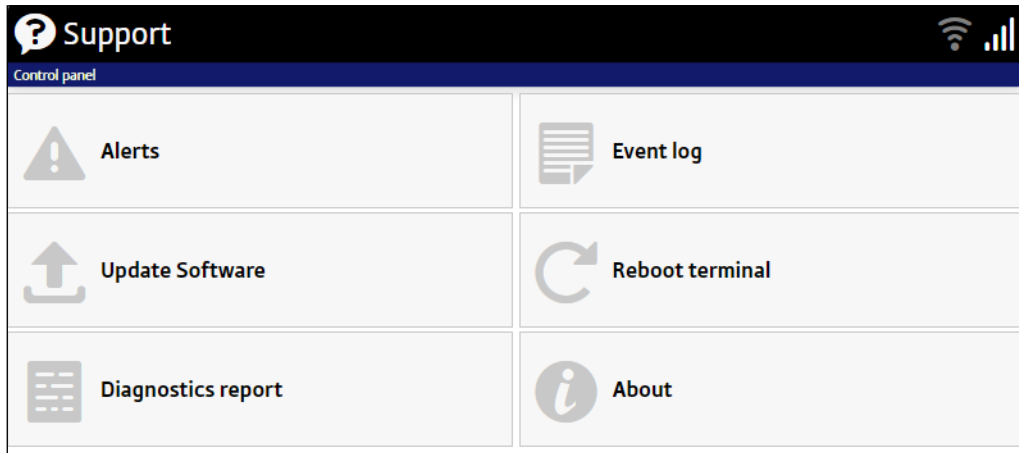 Support
Control panel
Alerts
Event log
Update Software
Reboot terminal
Diagnostics report
About